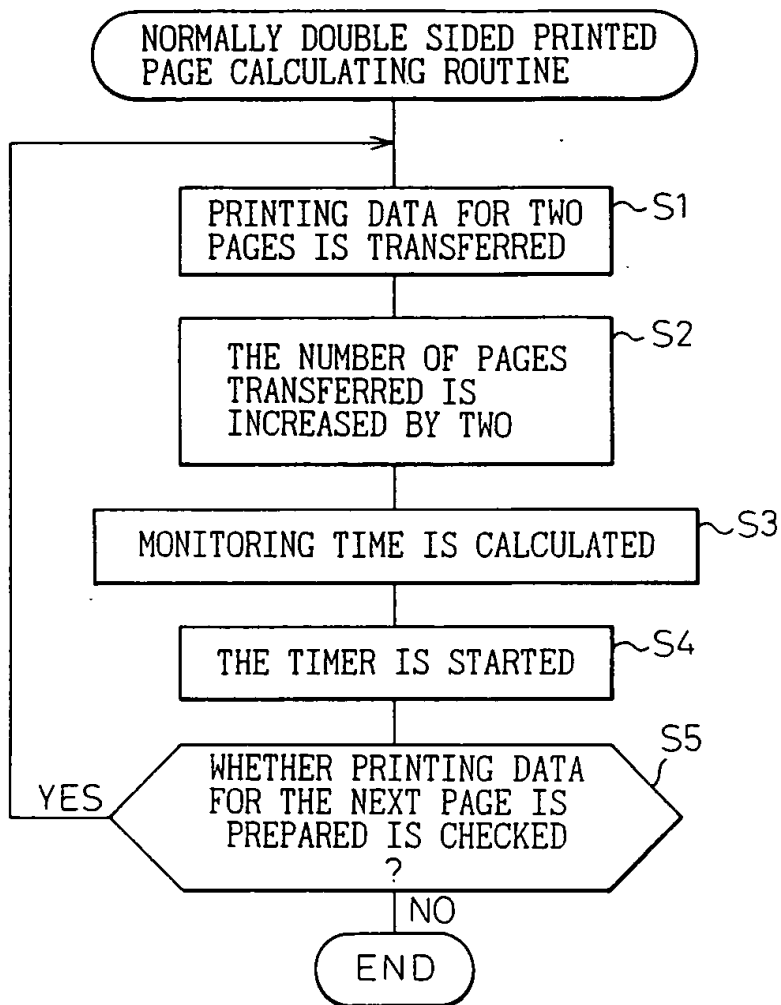 NORMALLY DOUBLE SIDED PRINTED
PAGE CALCULATING ROUTINE
PRINTING DATA FOR TWO
PAGES IS TRANSFERRED
S1
THE NUMBER OF PAGES
TRANSFERRED IS
INCREASED BY TWO
S2
MONITORING TIME IS CALCULATED
S3
THE TIMER IS STARTED
S4
WHETHER PRINTING DATA
FOR THE NEXT PAGE IS
PREPARED IS CHECKED
?
S5
YES
NO
END